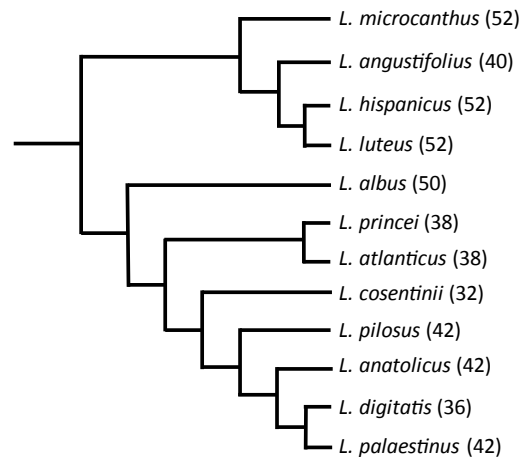 L. microcanthus (52)
L. angustifolius (40)
L. hispanicus (52)
L. luteus (52)
L. albus (50)
L. princei (38)
L. atlanticus (38)
L. cosentinii (32)
L. pilosus (42)
L. anatolicus (42)
L. digitatis (36)
L. palaestinus (42)